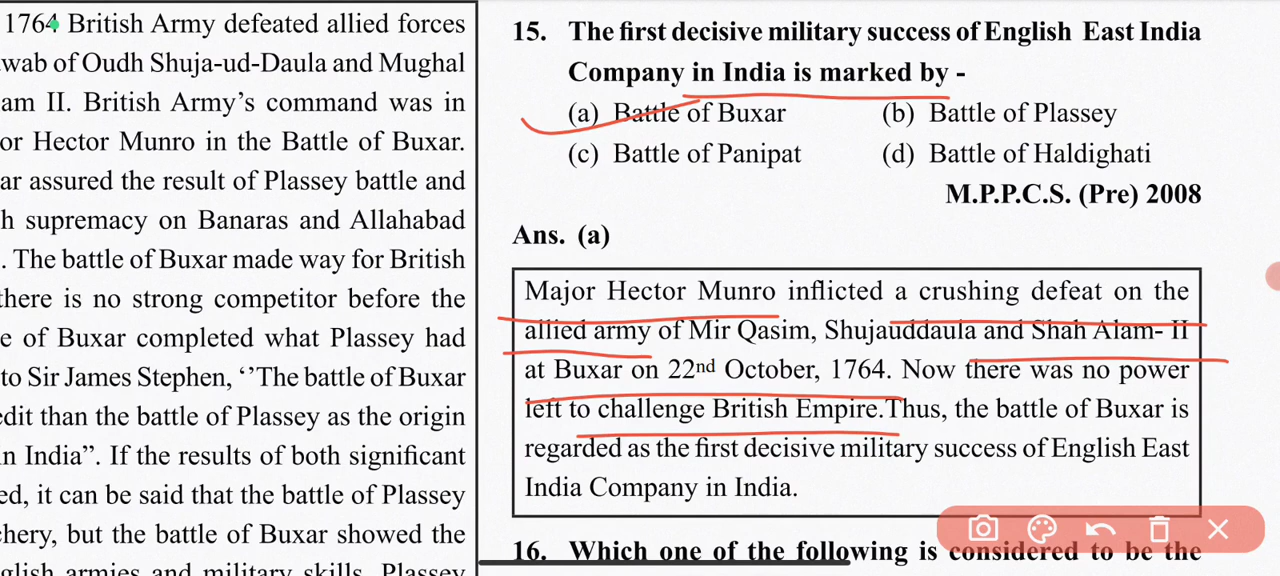 1764 British Army defeated allied forces
wab of Oudh Shuja-ud-Daula and Mughal
am II. British Army’s command was in
or Hector Munro in the Battle of Buxar.
ar assured the result of Plassey battle and
h supremacy on Banaras and Allahabad
. The battle of Buxar made way for British
there is no strong competitor before the
e of Buxar completed what Plassey had
to Sir James Stephen, ‘’The battle of Buxar
edit than the battle of Plassey as the origin
in India”. If the results of both significant
ed, it can be said that the battle of Plassey
chery, but the battle of Buxar showed the
glish armies and military skills. Plassey
15. The first decisive military success of English East India
Company in India is marked by -
(a) Battle of Buxar (b) Battle of Plassey
(c) Battle of Panipat (d) Battle of Haldighati
M.P.P.C.S. (Pre) 2008
Ans. (a)
Major Hector Munro inflicted a crushing defeat on the
allied army of Mir Qasim, Shujauddaula and Shah Alam- II
at Buxar on 22nd October, 1764. Now there was no power
left to challenge British Empire.Thus, the battle of Buxar is
regarded as the first decisive military success of English East
India Company in India.
16. Which one of the following is considered to be the